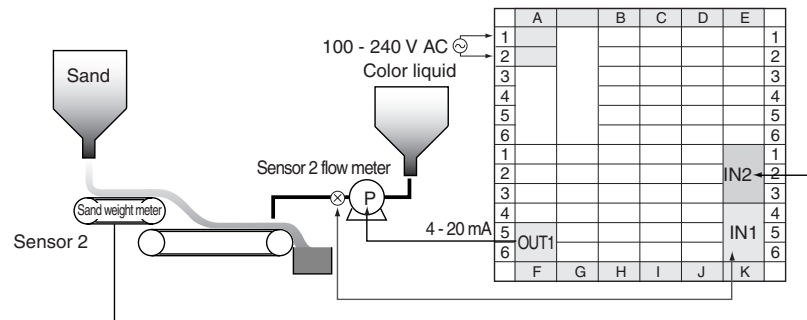 Sand
Sand weight meter
Sensor 2
100 - 240 V AC
Color liquid
Sensor 2 flow meter
P
4 - 20 mA
A B C D E
1 1
2 2
3 3
4 4
5 5
6 6
1 1
2 IN2 2
3 3
4 4
5 OUT1 IN1 5
6 6
F G H I J K